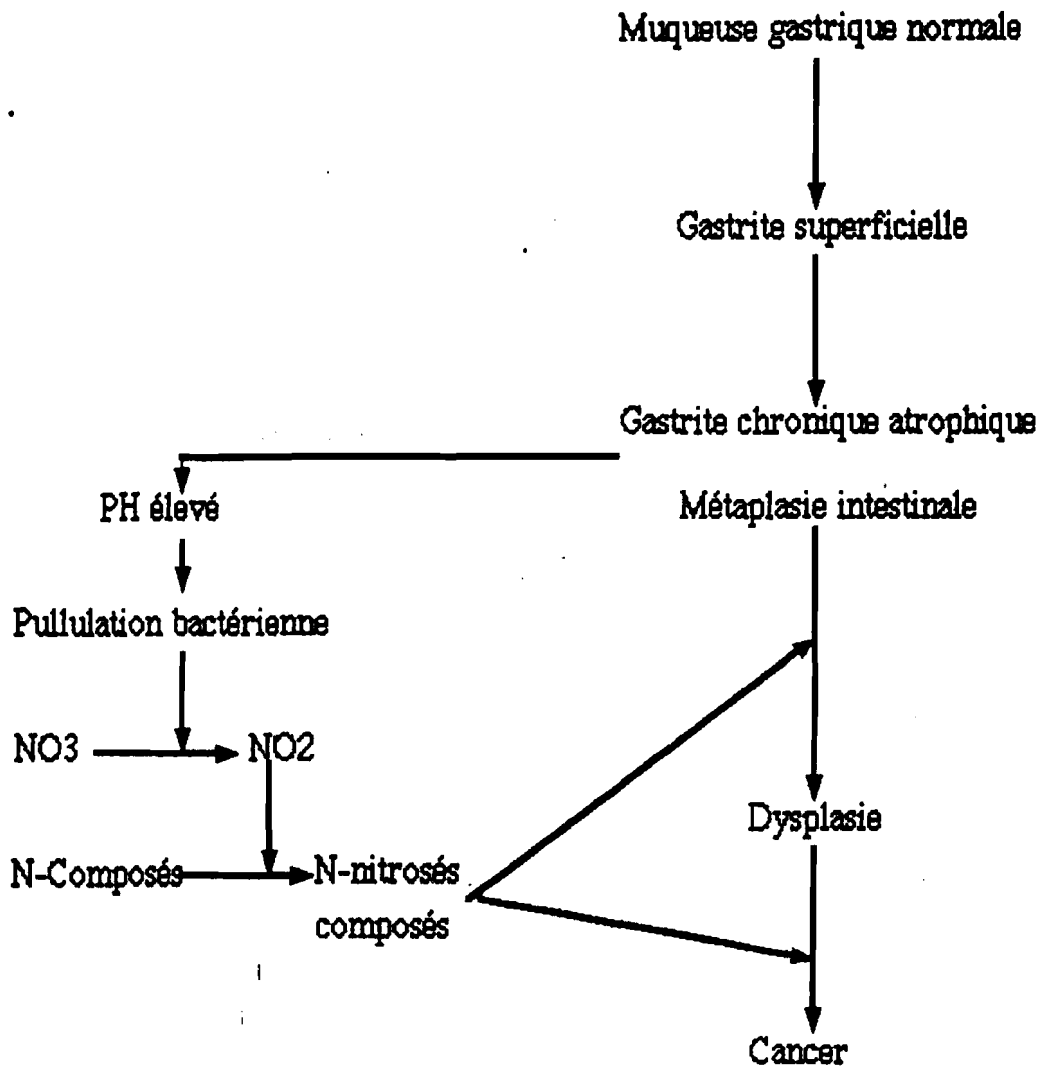 Muqueuse gastrique normale
Gastrite superficielle
Gastrite chronique atrophique
PH élevé
Métaplasie intestinale
Pullulation bactérienne
NO3
NO2
Dysplasie
N-Composés
N-nitrosés
composés
Cancer